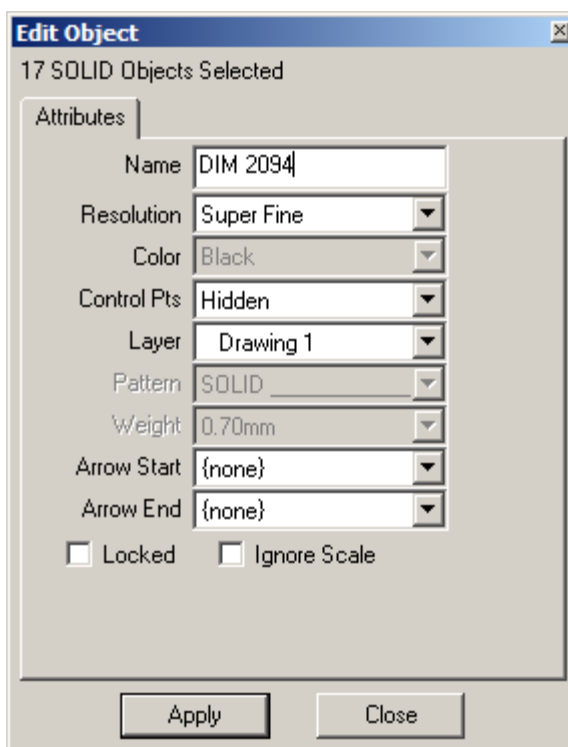 Edit Object
17 SOLID Objects Selected
Attributes
Name DIM 2094
Resolution Super Fine
Color Black
Control Pts Hidden
Layer Drawing 1
Pattern SOLID ___________
Weight 0.70mm
Arrow Start {none}
Arrow End {none}
Locked Ignore Scale
Apply Close